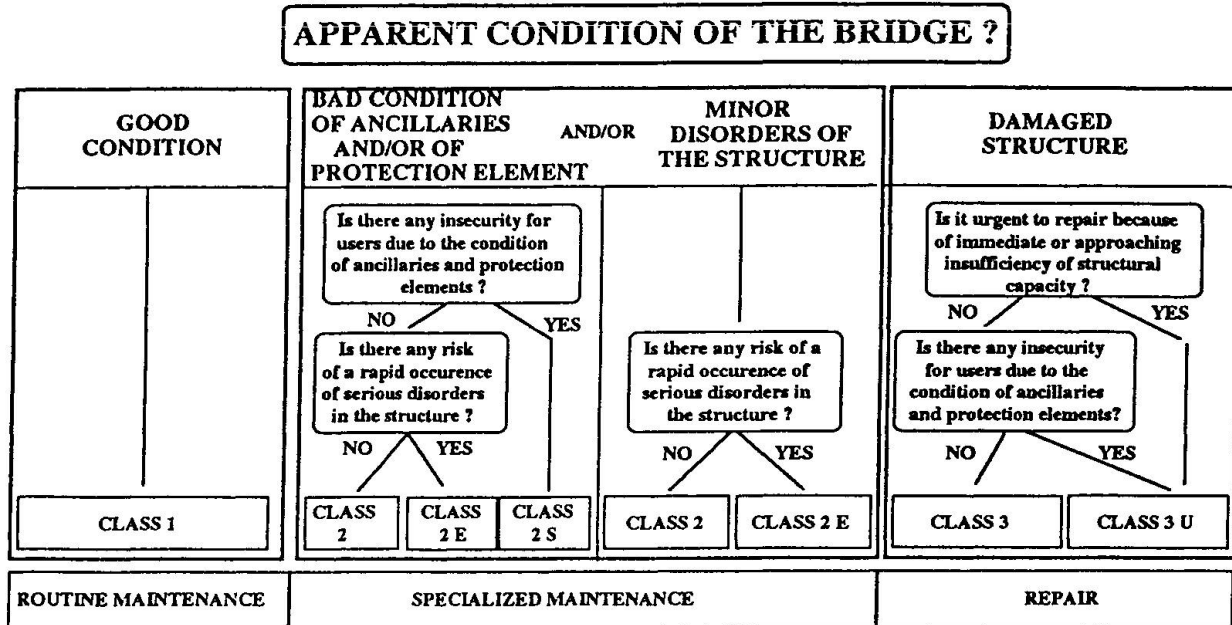 APPARENT CONDITION OF THE BRIDGE ?
GOOD
CONDITION
BAD CONDITION
OF ANCILLARIES
AND/OR OF
PROTECTION ELEMENT
AND/OR
MINOR
DISORDERS OF
THE STRUCTURE
DAMAGED
STRUCTURE
Is there any insecurity for
users due to the condition
of ancillaries and protection
elements ?
NO
YES
Is there any risk
of a rapid occurence
of serious disorders
in the structure ?
NO
YES
Is there any risk of a
rapid occurence of
serious disorders in
the structure ?
NO
YES
Is it urgent to repair because
of immediate or approaching
insufficiency of structural
capacity ?
NO
YES
Is there any insecurity
for users due to the
condition of ancillaries
and protection elements?
NO
YES
CLASS 1
CLASS
2
CLASS
2 E
CLASS
2 S
CLASS 2
CLASS 2 E
CLASS 3
CLASS 3 U
ROUTINE MAINTENANCE
SPECIALIZED MAINTENANCE
REPAIR